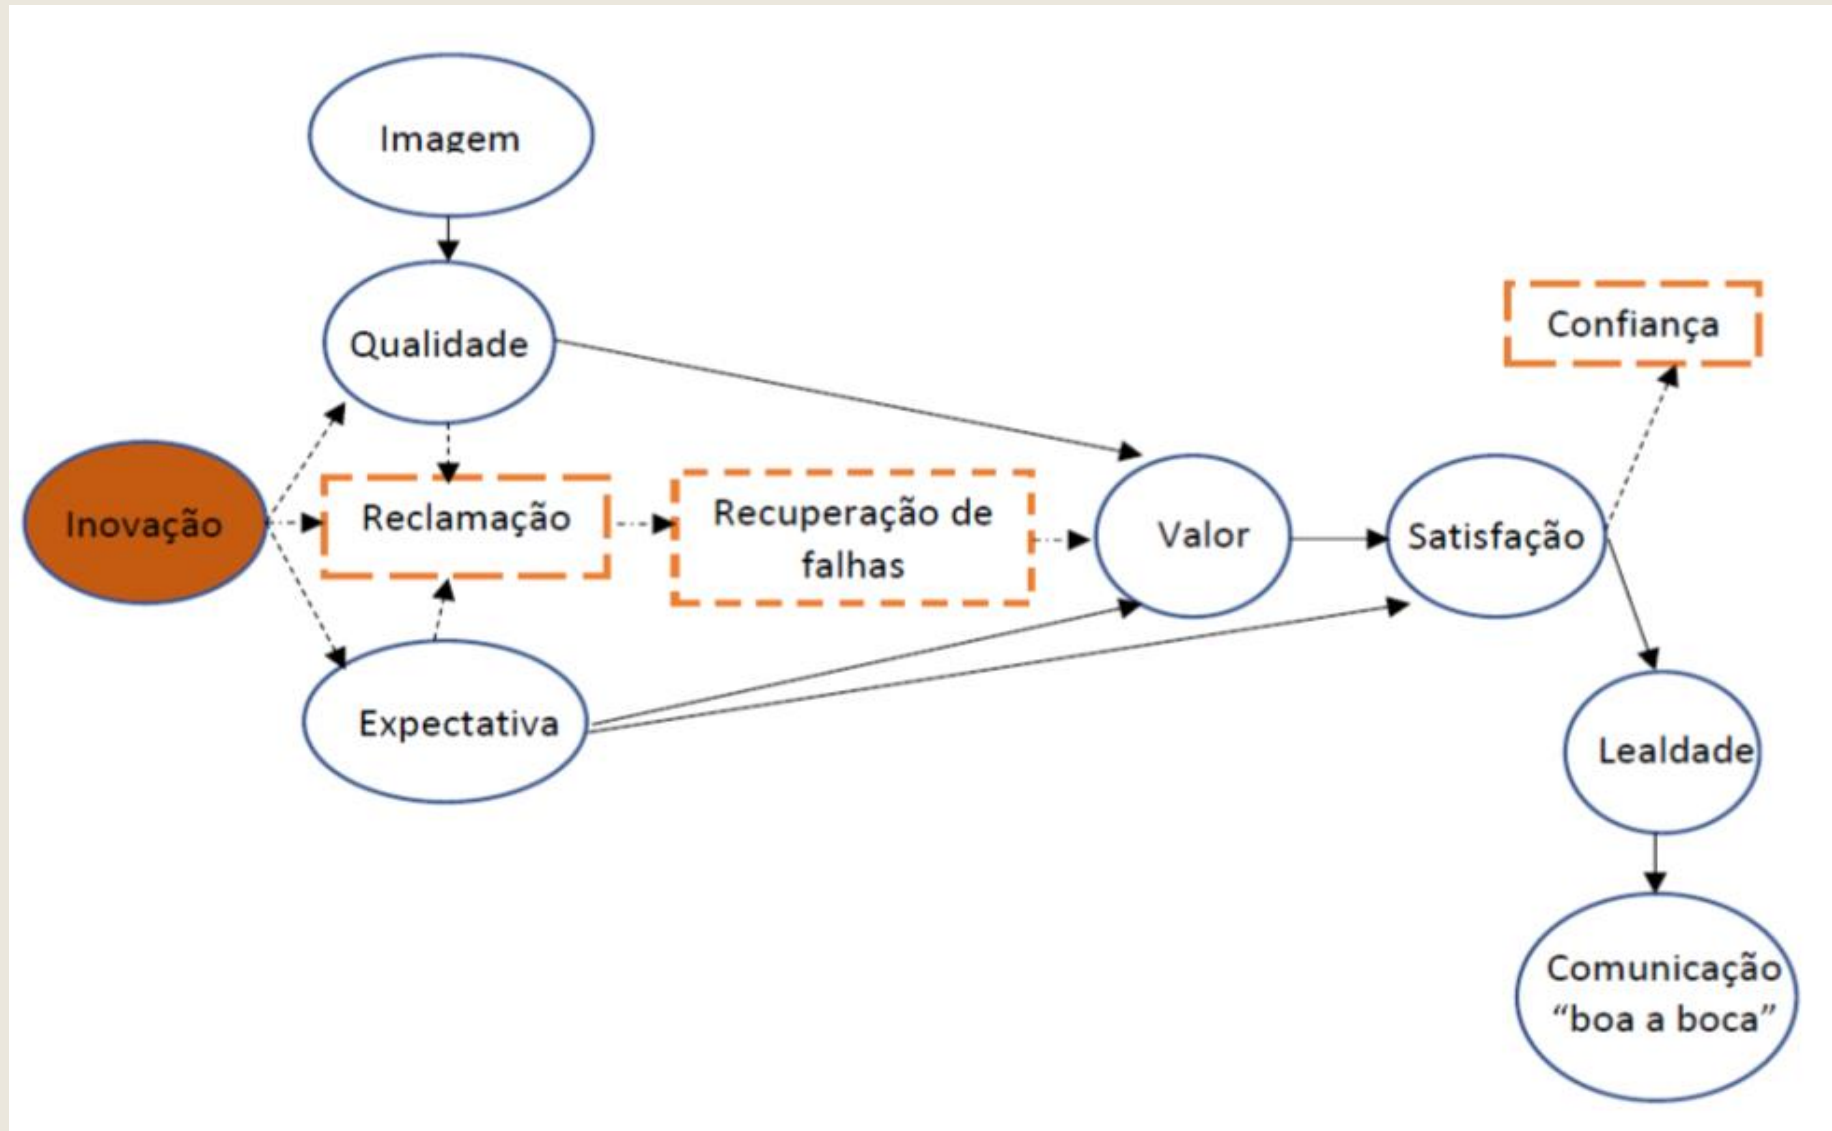 Imagem
Qualidade
Confiança
Inovação
Reclamação
Recuperação de
falhas
Valor
Satisfação
Expectativa
Lealdade
Comunicação
“boa a boca”